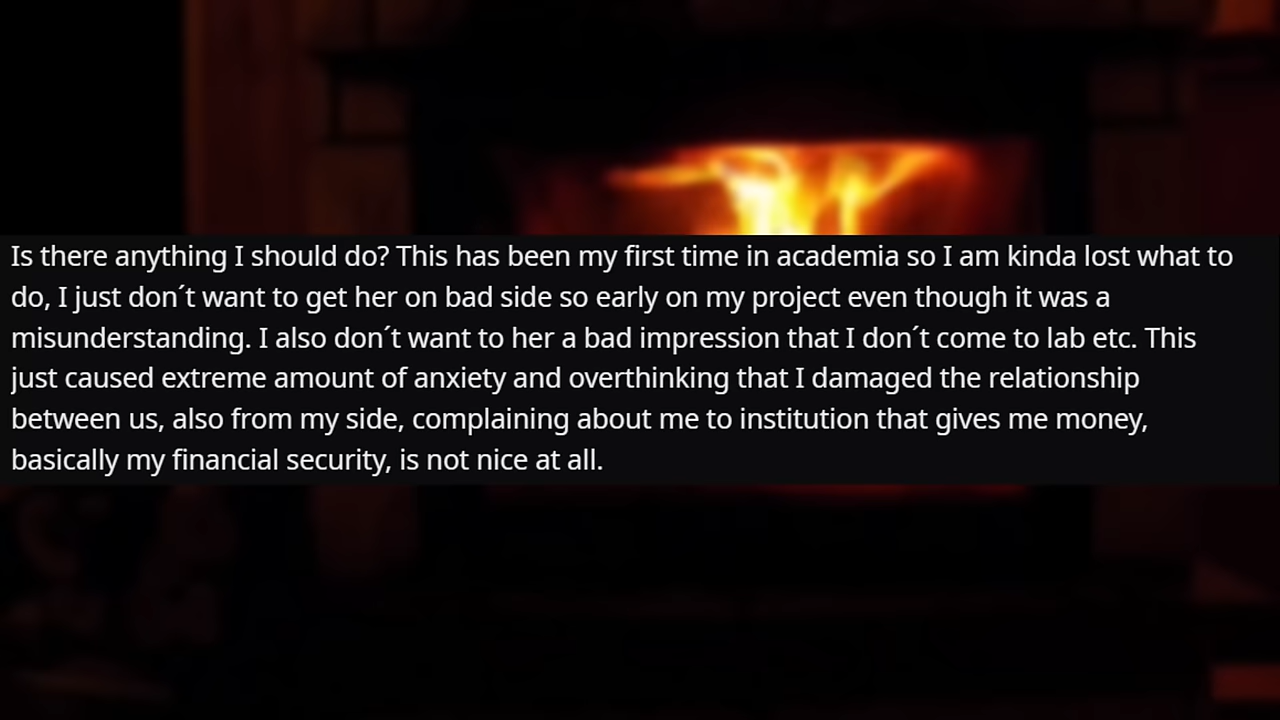 Is there anything I should do? This has been my first time in academia so I am kinda lost what to
do, I just don´t want to get her on bad side so early on my project even though it was a
misunderstanding. I also don´t want to her a bad impression that I don´t come to lab etc. This
just caused extreme amount of anxiety and overthinking that I damaged the relationship
between us, also from my side, complaining about me to institution that gives me money,
basically my financial security, is not nice at all.